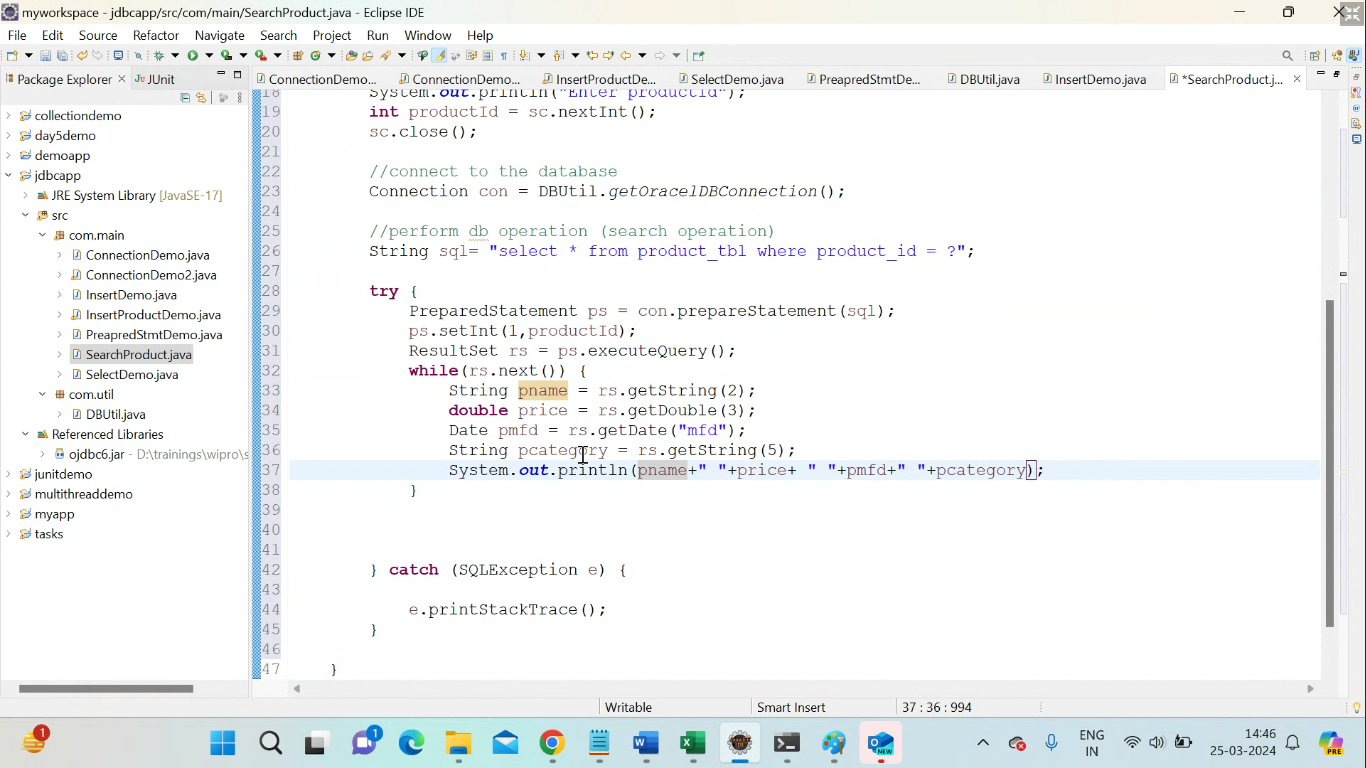 myworkspace - jdbcapp/src/com/main/SearchProduct.java - Eclipse IDE
File Edit Source Refactor Navigate Search Project Run Window Help
Package Explorer × JUnit
ConnectionDemo... ConnectionDemo... InsertProductDe... SelectDemo.java PreapredStmtDe... DBUtil.java InsertDemo.java *SearchProduct.j... ×
collectiondemo
day5demo
demoapp
jdbcapp
JRE System Library [JavaSE-17]
src
com.main
ConnectionDemo.java
ConnectionDemo2.java
InsertDemo.java
InsertProductDemo.java
PreapredStmtDemo.java
SearchProduct.java
SelectDemo.java
com.util
DBUtil.java
Referenced Libraries
ojdbc6.jar - D:\trainings\wipro\s
junitdemo
multithreaddemo
myapp
tasks
18 System.out.println("Enter productId");
19 int productId = sc.nextInt();
20 sc.close();
21
22 //connect to the database
23 Connection con = DBUtil.getOracelDBConnection();
24
25 //perform db operation (search operation)
26 String sql= "select * from product_tbl where product_id = ?";
27
28 try {
29 PreparedStatement ps = con.prepareStatement(sql);
30 ps.setInt(1,productId);
31 ResultSet rs = ps.executeQuery();
32 while(rs.next()) {
33 String pname = rs.getString(2);
34 double price = rs.getDouble(3);
35 Date pmfd = rs.getDate("mfd");
36 String pcategory = rs.getString(5);
37 System.out.println(pname+" "+price+ " "+pmfd+" "+pcategory);
38 }
39
40
41
42 } catch (SQLException e) {
43
44 e.printStackTrace();
45 }
46
47 }
Writable Smart Insert 37 : 36 : 994
1
1
NEW
ENG
IN
14:46
25-03-2024
PRE